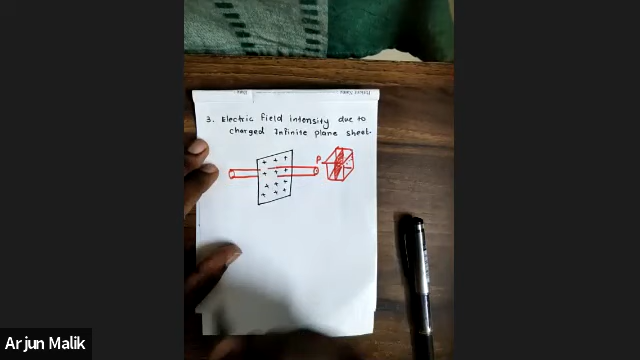 3. Electric field intensity due to
charged Infinite plane sheet.
P
Arjun Malik